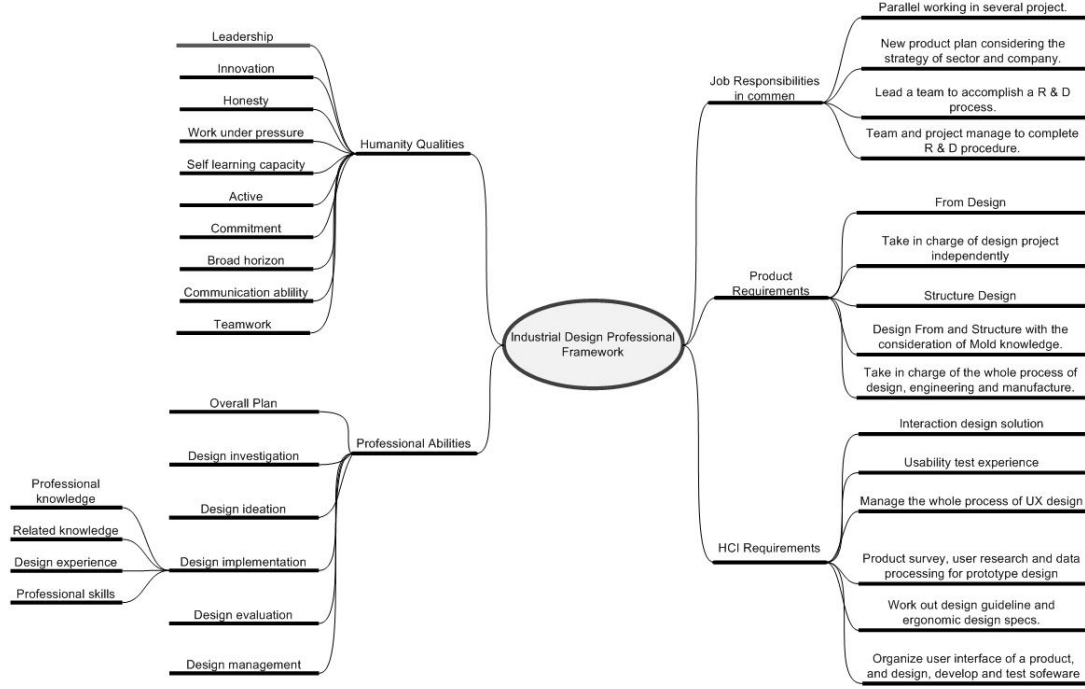 Leadership
Innovation
Honesty
Work under pressure
Self learning capacity
Active
Commitment
Broad horizon
Communication ablility
Teamwork
Humanity Qualities
Overall Plan
Design investigation
Design ideation
Design implementation
Design evaluation
Design management
Professional Abilities
Professional
knowledge
Related knowledge
Design experience
Professional skills
Industrial Design Professional
Framework
Job Responsibilities
in commen
Parallel working in several project.
New product plan considering the
strategy of sector and company.
Lead a team to accomplish a R & D
process.
Team and project manage to complete
R & D procedure.
Product
Requirements
From Design
Take in charge of design project
independently
Structure Design
Design From and Structure with the
consideration of Mold knowledge.
Take in charge of the whole process of
design, engineering and manufacture.
HCI Requirements
Interaction design solution
Usability test experience
Manage the whole process of UX design
Product survey, user research and data
processing for prototype design
Work out design guideline and
ergonomic design specs.
Organize user interface of a product,
and design, develop and test sofeware